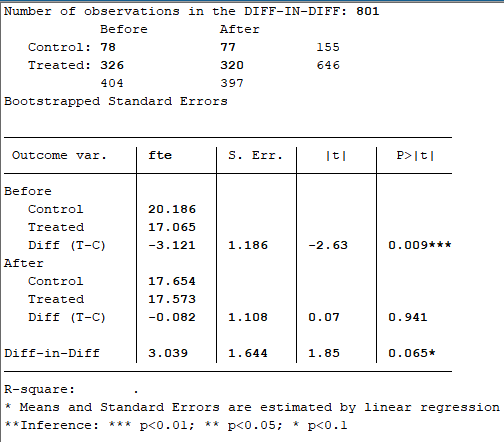 Number of observations in the DIFF-IN-DIFF: 801
Before After
Control: 78 77 155
Treated: 326 320 646
404 397
Bootstrapped Standard Errors
Outcome var. fte S. Err. |t| P>|t|
Before
Control 20.186
Treated 17.065
Diff (T-C) -3.121 1.186 -2.63 0.009***
After
Control 17.654
Treated 17.573
Diff (T-C) -0.082 1.108 0.07 0.941
Diff-in-Diff 3.039 1.644 1.85 0.065*
R-square: .
* Means and Standard Errors are estimated by linear regression
**Inference: *** p<0.01; ** p<0.05; * p<0.1